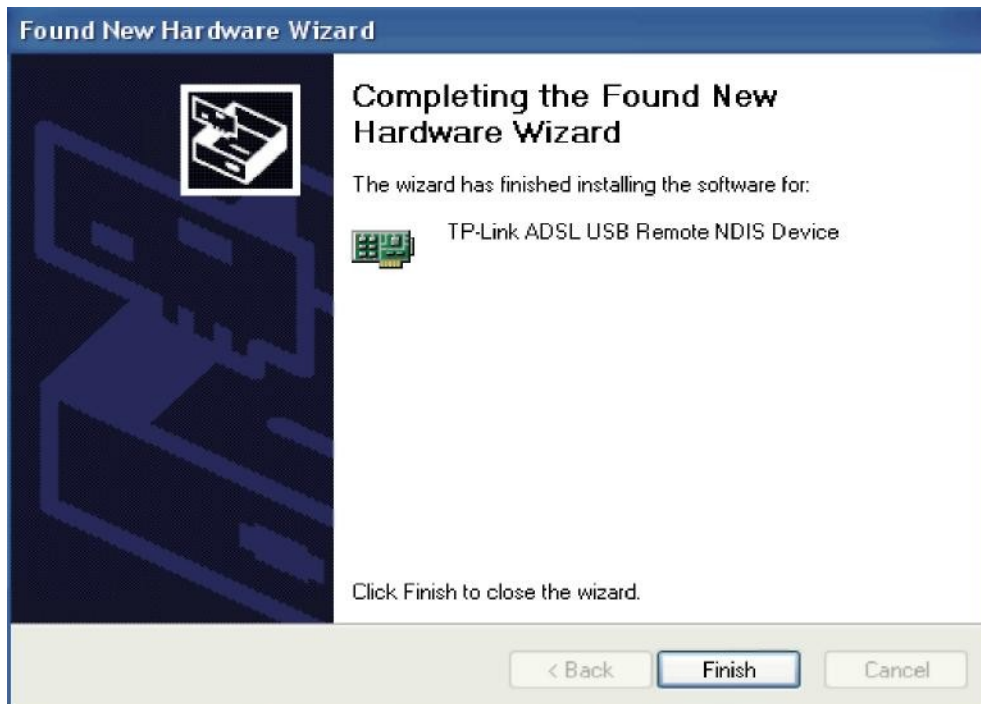 Found New Hardware Wizard
Completing the Found New
Hardware Wizard
The wizard has finished installing the software for:
TP-Link ADSL USB Remote NDIS Device
Click Finish to close the wizard.
< Back
Finish
Cancel